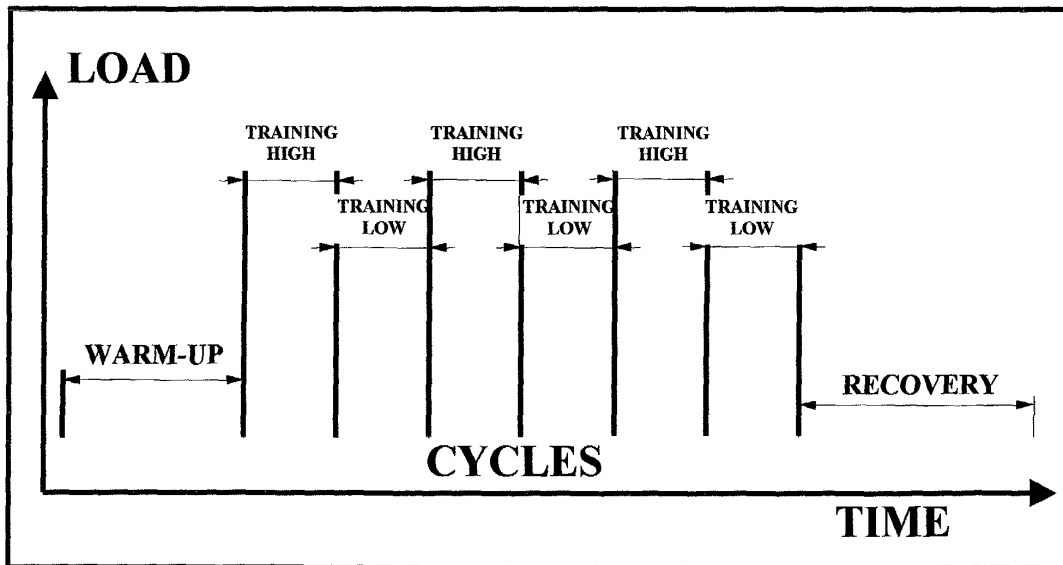 LOAD
TRAINING
HIGH
TRAINING
HIGH
TRAINING
HIGH
TRAINING
LOW
TRAINING
LOW
TRAINING
LOW
WARM-UP
RECOVERY
CYCLES
TIME